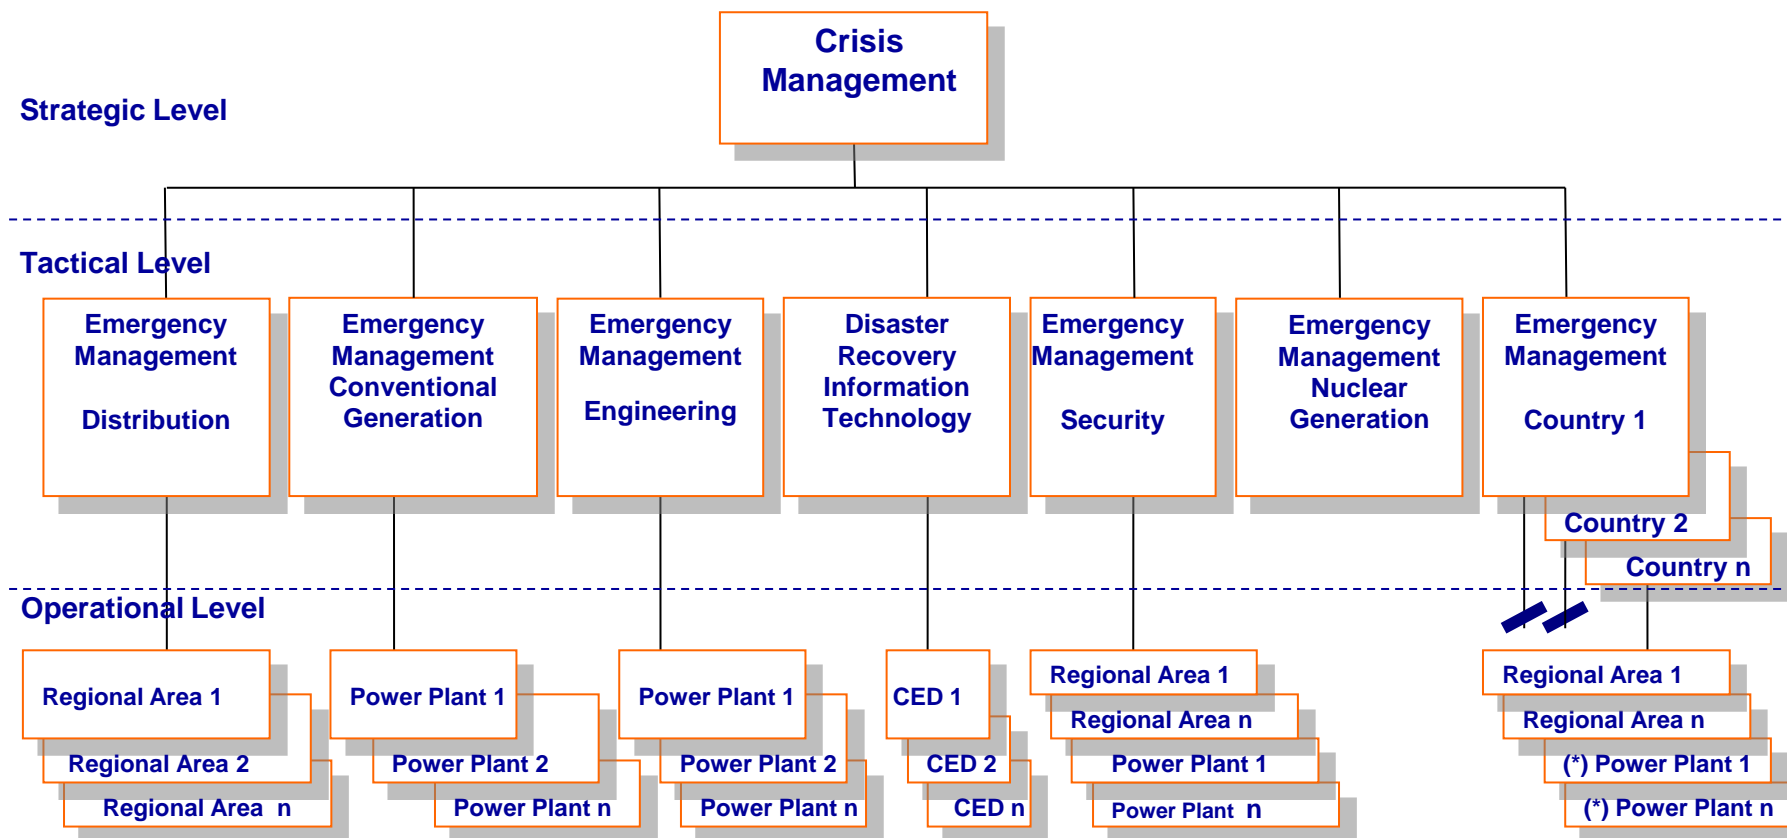 Crisis
Management
Strategic Level
Tactical Level
Emergency
Management
Distribution
Emergency
Management
Conventional
Generation
Emergency
Management
Engineering
Disaster
Recovery
Information
Technology
Emergency
Management
Security
Emergency
Management
Nuclear
Generation
Emergency
Management
Country 1
Country 2
Country n
Operational Level
Regional Area 1
Regional Area 2
Regional Area n
Power Plant 1
Power Plant 2
Power Plant n
Power Plant 1
Power Plant 2
Power Plant n
CED 1
CED 2
CED n
Regional Area 1
Regional Area n
Power Plant 1
Power Plant n
Regional Area 1
Regional Area n
(*) Power Plant 1
(*) Power Plant n